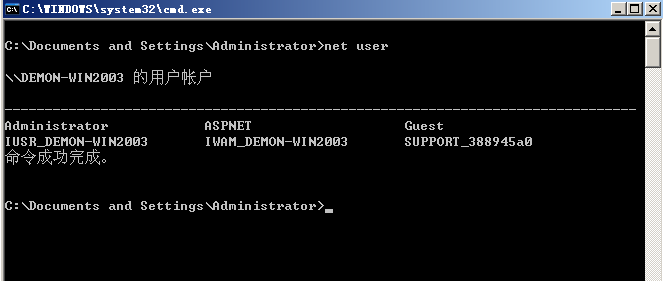 C:\WINDOWS\system32\cmd.exe
C:\Documents and Settings\Administrator>net user
\\DEMON-WIN2003 的用户帐户
-------------------------------------------------------------------------------
Administrator            ASPNET                   Guest
IUSR_DEMON-WIN2003       IWAM_DEMON-WIN2003       SUPPORT_388945a0
命令成功完成。
C:\Documents and Settings\Administrator>_